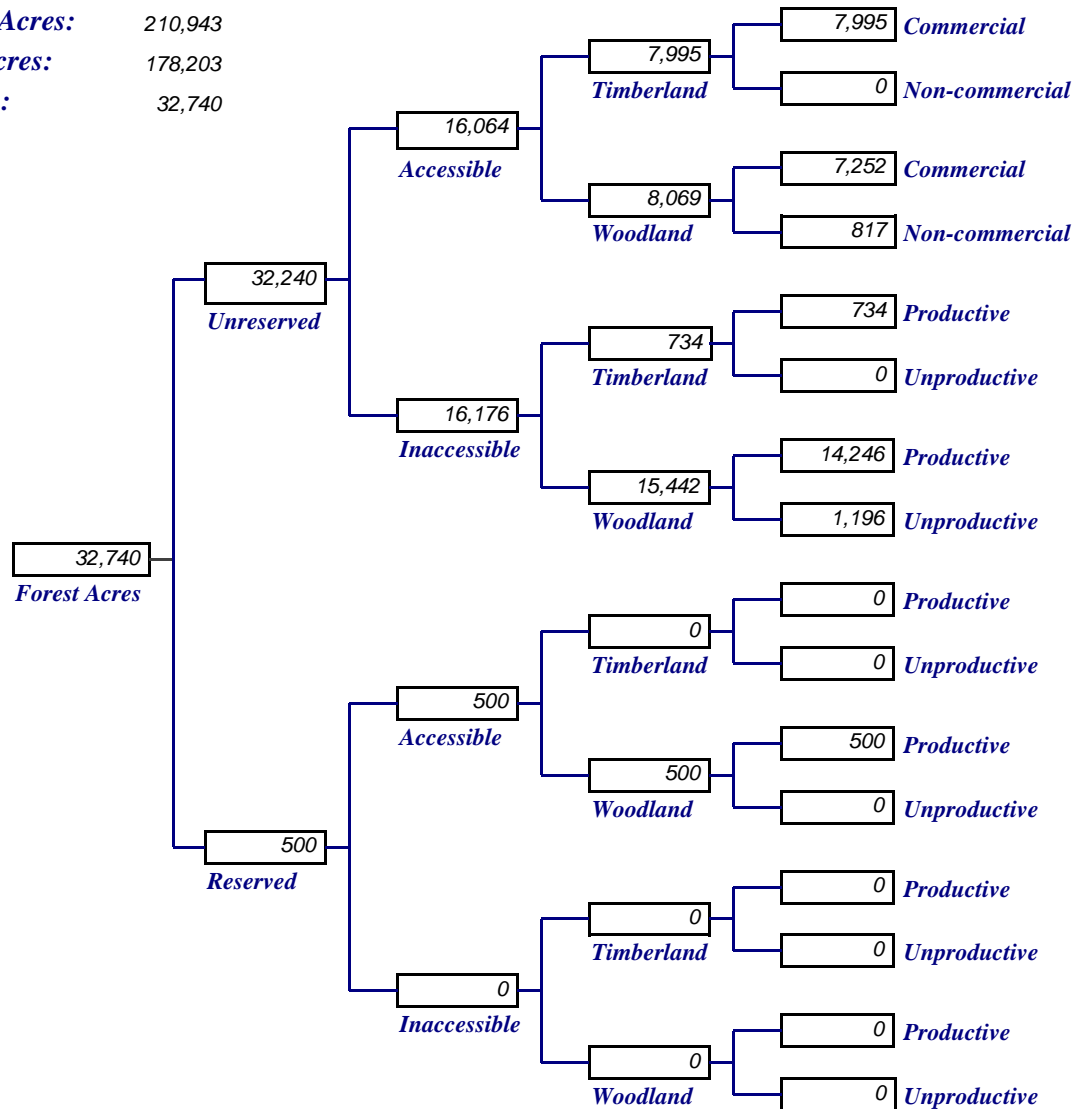 Acres: 210,943
cres: 178,203
: 32,740
7,995 Commercial
7,995
Timberland
0 Non-commercial
16,064
Accessible
7,252 Commercial
8,069
Woodland
817 Non-commercial
32,240
Unreserved
734 Productive
734
Timberland
0 Unproductive
16,176
Inaccessible
14,246 Productive
15,442
Woodland
1,196 Unproductive
32,740
Forest Acres
0 Productive
0
Timberland
0 Unproductive
500
Accessible
500 Productive
500
Woodland
0 Unproductive
500
Reserved
0 Productive
0
Timberland
0 Unproductive
0
Inaccessible
0 Productive
0
Woodland
0 Unproductive